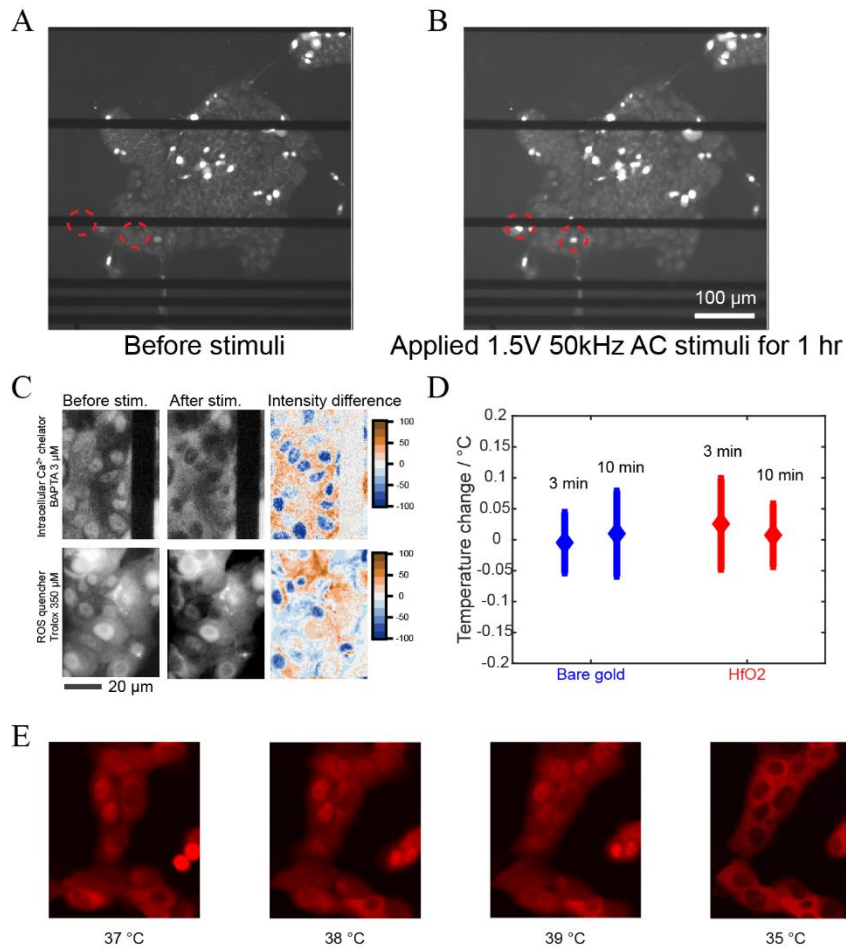 A
B
100 µm
Before stimuli
Applied 1.5V 50kHz AC stimuli for 1 hr
C
Before stim.
After stim.
Intensity difference
Intracellular Ca²⁺ chelator
BAPTA 3 µM
100
50
0
-50
-100
ROS quencher
Trolox 350 µM
100
50
0
-50
-100
20 µm
D
Temperature change / °C
0.2
0.15
0.1
0.05
0
-0.05
-0.1
-0.15
-0.2
3 min
10 min
3 min
10 min
Bare gold
HfO2
E
37 °C
38 °C
39 °C
35 °C